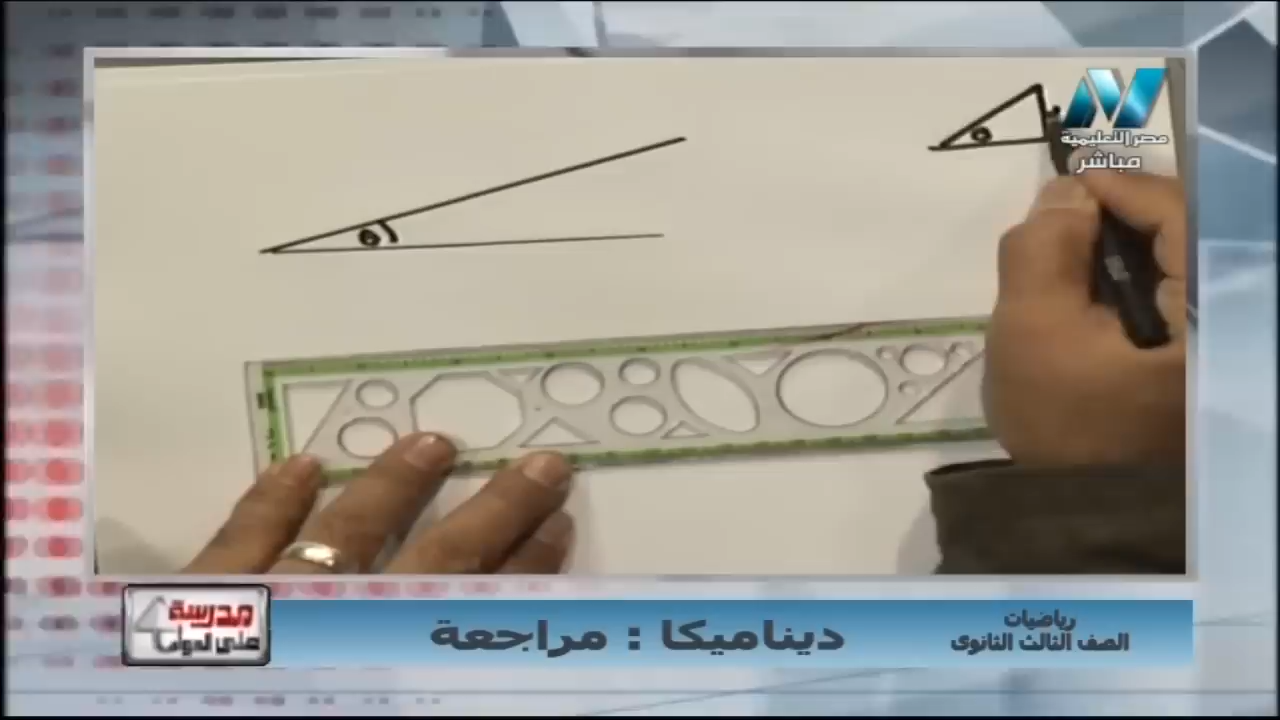 مصر التعليمية
مباشر
θ
θ
رياضيات
الصف الثالث الثانوى
ديناميكا : مراجعة
مدرسة
على الهواء